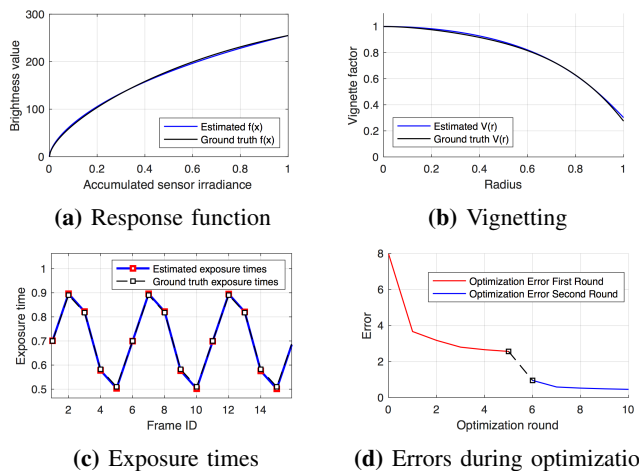 300
200
100
0
0
0.2
0.4
0.6
0.8
1
Brightness value
Accumulated sensor irradiance
Estimated f(x)
Ground truth f(x)
(a) Response function
1
0.8
0.6
0.4
0.2
0
0
0.2
0.4
0.6
0.8
1
Vignette factor
Radius
Estimated V(r)
Ground truth V(r)
(b) Vignetting
1
0.9
0.8
0.7
0.6
0.5
2
4
6
8
10
12
14
Exposure time
Frame ID
Estimated exposure times
Ground truth exposure times
(c) Exposure times
8
6
4
2
0
0
2
4
6
8
10
Error
Optimization round
Optimization Error First Round
Optimization Error Second Round
(d) Errors during optimizatio